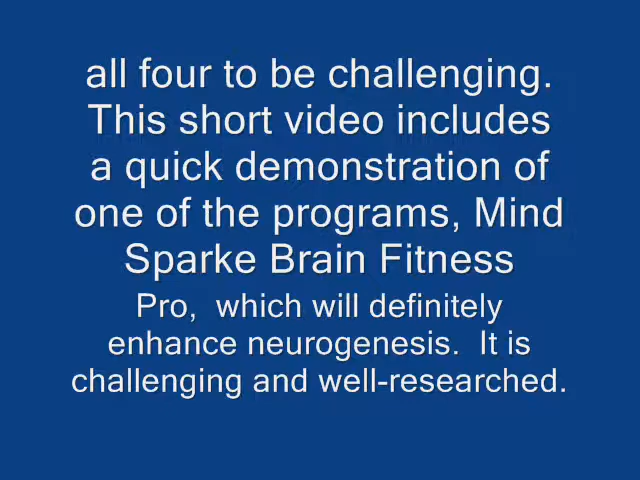 all four to be challenging.
This short video includes
a quick demonstration of
one of the programs, Mind
Sparke Brain Fitness
Pro,  which will definitely
enhance neurogenesis.  It is
challenging and well-researched.